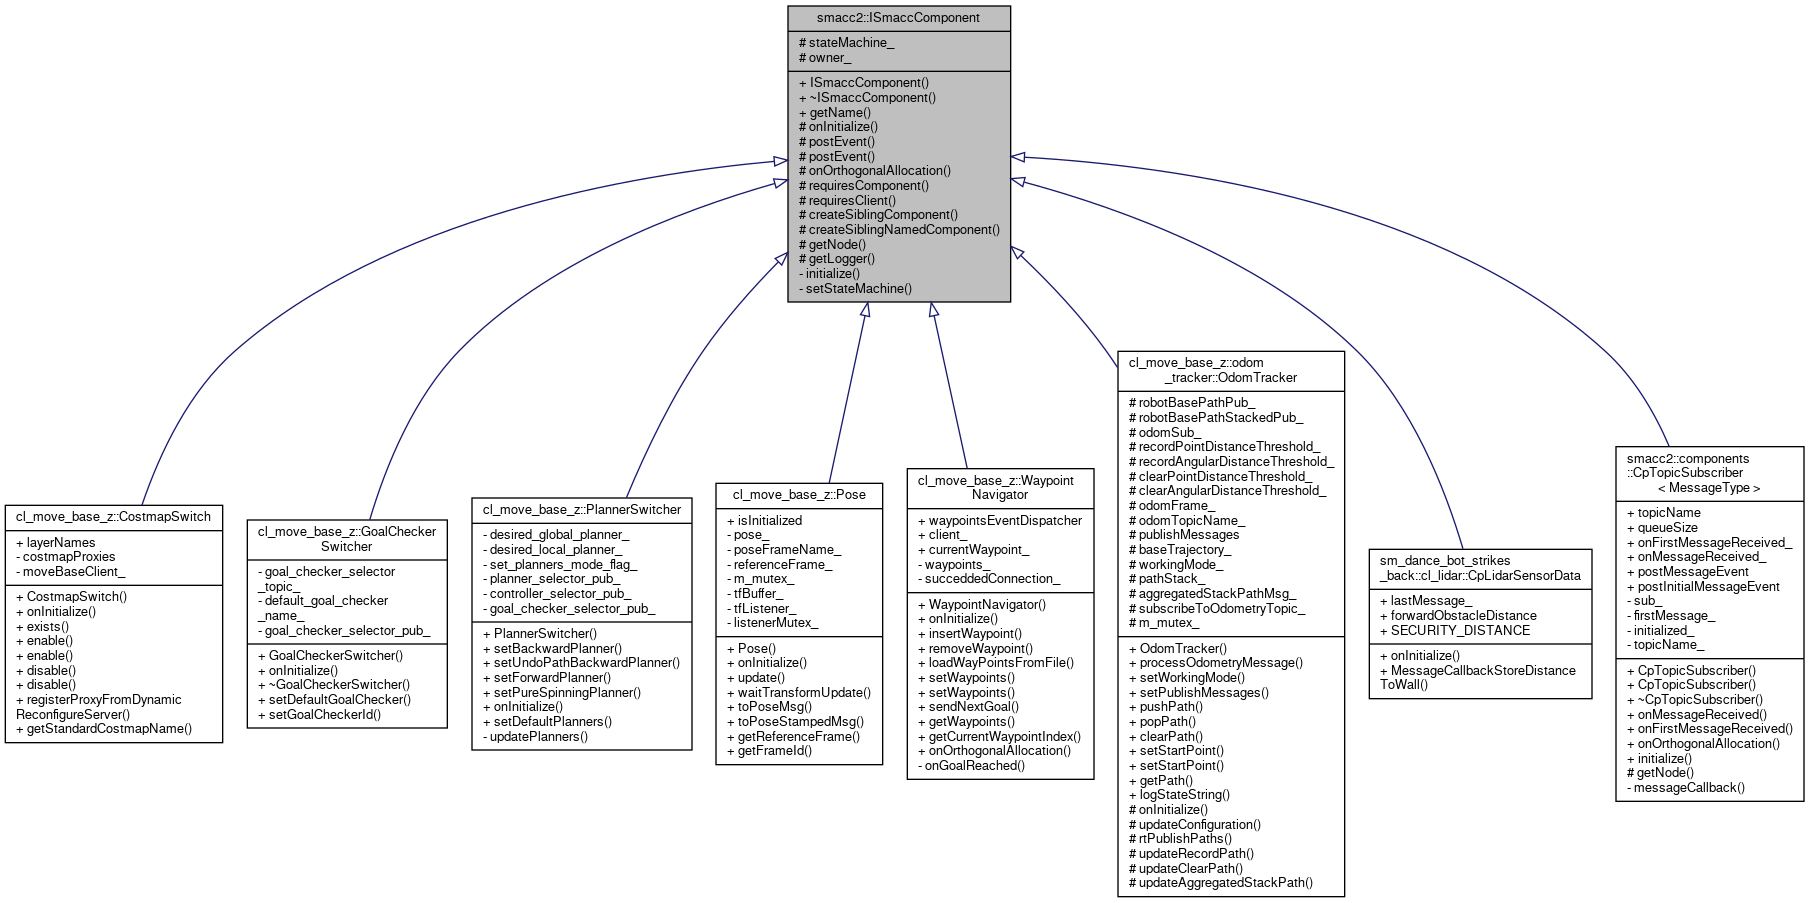 smacc2::ISmaccComponent
# stateMachine_
# owner_
+ ISmaccComponent()
+ ~ISmaccComponent()
+ getName()
# onInitialize()
# postEvent()
# postEvent()
# onOrthogonalAllocation()
# requiresComponent()
# requiresClient()
# createSiblingComponent()
# createSiblingNamedComponent()
# getNode()
# getLogger()
- initialize()
- setStateMachine()
cl_move_base_z::CostmapSwitch
+ layerNames
- costmapProxies
- moveBaseClient_
+ CostmapSwitch()
+ onInitialize()
+ exists()
+ enable()
+ enable()
+ disable()
+ disable()
+ registerProxyFromDynamic
ReconfigureServer()
+ getStandardCostmapName()
cl_move_base_z::GoalChecker
Switcher
- goal_checker_selector
_topic_
- default_goal_checker
_name_
- goal_checker_selector_pub_
+ GoalCheckerSwitcher()
+ onInitialize()
+ ~GoalCheckerSwitcher()
+ setDefaultGoalChecker()
+ setGoalCheckerId()
cl_move_base_z::PlannerSwitcher
- desired_global_planner_
- desired_local_planner_
- set_planners_mode_flag_
- planner_selector_pub_
- controller_selector_pub_
- goal_checker_selector_pub_
+ PlannerSwitcher()
+ setBackwardPlanner()
+ setUndoPathBackwardPlanner()
+ setForwardPlanner()
+ setPureSpinningPlanner()
+ onInitialize()
+ setDefaultPlanners()
- updatePlanners()
cl_move_base_z::Pose
+ isInitialized
- pose_
- poseFrameName_
- referenceFrame_
- m_mutex_
- tfBuffer_
- tfListener_
- listenerMutex_
+ Pose()
+ onInitialize()
+ update()
+ waitTransformUpdate()
+ toPoseMsg()
+ toPoseStampedMsg()
+ getReferenceFrame()
+ getFrameId()
cl_move_base_z::Waypoint
Navigator
+ waypointsEventDispatcher
+ client_
+ currentWaypoint_
- waypoints_
- succeddedConnection_
+ WaypointNavigator()
+ onInitialize()
+ insertWaypoint()
+ removeWaypoint()
+ loadWayPointsFromFile()
+ setWaypoints()
+ setWaypoints()
+ sendNextGoal()
+ getWaypoints()
+ getCurrentWaypointIndex()
+ onOrthogonalAllocation()
- onGoalReached()
cl_move_base_z::odom
_tracker::OdomTracker
# robotBasePathPub_
# robotBasePathStackedPub_
# odomSub_
# recordPointDistanceThreshold_
# recordAngularDistanceThreshold_
# clearPointDistanceThreshold_
# clearAngularDistanceThreshold_
# odomFrame_
# odomTopicName_
# publishMessages
# baseTrajectory_
# workingMode_
# pathStack_
# aggregatedStackPathMsg_
# subscribeToOdometryTopic_
# m_mutex_
+ OdomTracker()
+ processOdometryMessage()
+ setWorkingMode()
+ setPublishMessages()
+ pushPath()
+ popPath()
+ clearPath()
+ setStartPoint()
+ setStartPoint()
+ getPath()
+ logStateString()
# onInitialize()
# updateConfiguration()
# rtPublishPaths()
# updateRecordPath()
# updateClearPath()
# updateAggregatedStackPath()
sm_dance_bot_strikes
_back::cl_lidar::CpLidarSensorData
+ lastMessage_
+ forwardObstacleDistance
+ SECURITY_DISTANCE
+ onInitialize()
+ MessageCallbackStoreDistance
ToWall()
smacc2::components
::CpTopicSubscriber
< MessageType >
+ topicName
+ queueSize
+ onFirstMessageReceived_
+ onMessageReceived_
+ postMessageEvent
+ postInitialMessageEvent
- sub_
- firstMessage_
- initialized_
- topicName_
+ CpTopicSubscriber()
+ CpTopicSubscriber()
+ ~CpTopicSubscriber()
+ onMessageReceived()
+ onFirstMessageReceived()
+ onOrthogonalAllocation()
+ initialize()
# getNode()
- messageCallback()